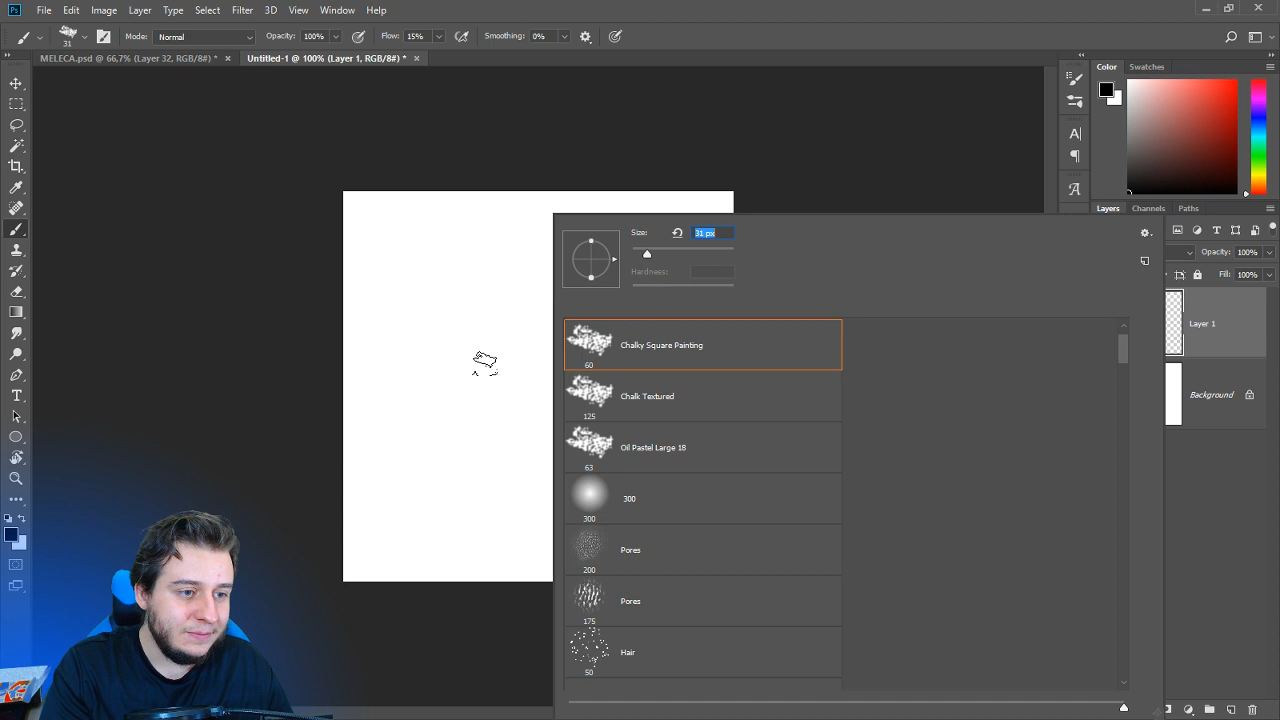 Ps File Edit Image Layer Type Select Filter 3D View Window Help
31 Mode: Normal Opacity: 100% Flow: 15% Smoothing: 0%
MELECA.psd @ 66,7% (Layer 32, RGB/8#) * × Untitled-1 @ 100% (Layer 1, RGB/8#) * ×
Color Swatches
Layers Channels Paths
Opacity: 100%
Fill: 100%
Layer 1
Background
Size: 31 px
Hardness:
Chalky Square Painting
60
Chalk Textured
125
Oil Pastel Large 18
63
300
300
Pores
200
Pores
175
Hair
50